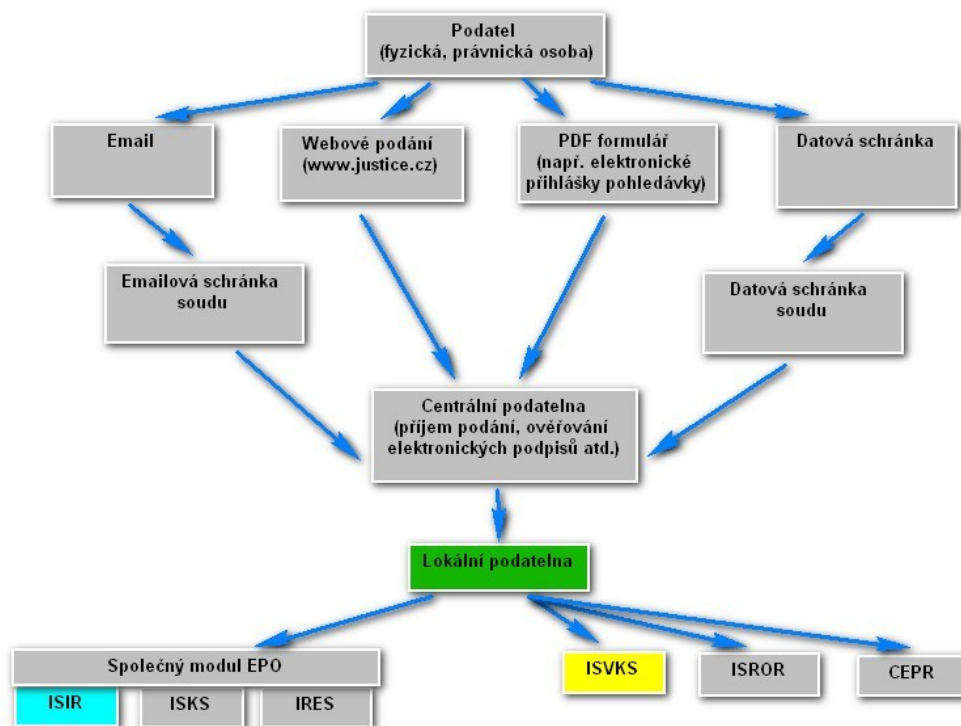 Podatel
(fyzická, právnická osoba)
Email
Webové podání
(www.justice.cz)
PDF formulář
(např. elektronické
přihlášky pohledávky)
Datová schránka
Emailová schránka
soudu
Datová schránka
soudu
Centrální podatelna
(příjem podání, ověřování
elektronických podpisů atd.)
Lokální podatelna
Společný modul EPO
ISIR
ISKS
IRES
ISVKS
ISROR
CEPR